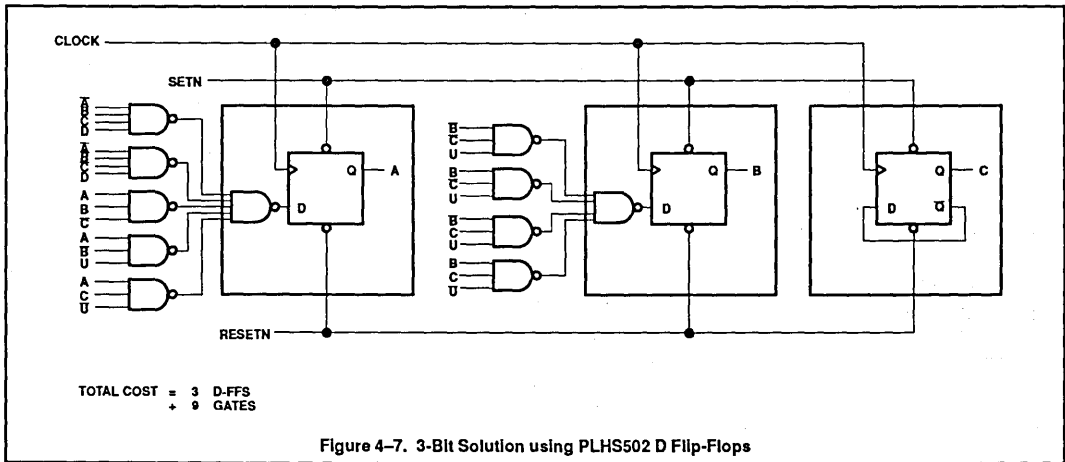 CLOCK
SETN
A̅
B
C
D
A̅
B̅
C̅
D
A
B
C̅
A
B̅
U
A
C
U̅
D
Q
A
B̅
C̅
U
B
C̅
U
B̅
C
U
B
C
U̅
D
Q
B
Q
C
D
Q̅
RESETN
TOTAL COST = 3 D-FFS
+ 9 GATES
Figure 4–7. 3-Bit Solution using PLHS502 D Flip-Flops